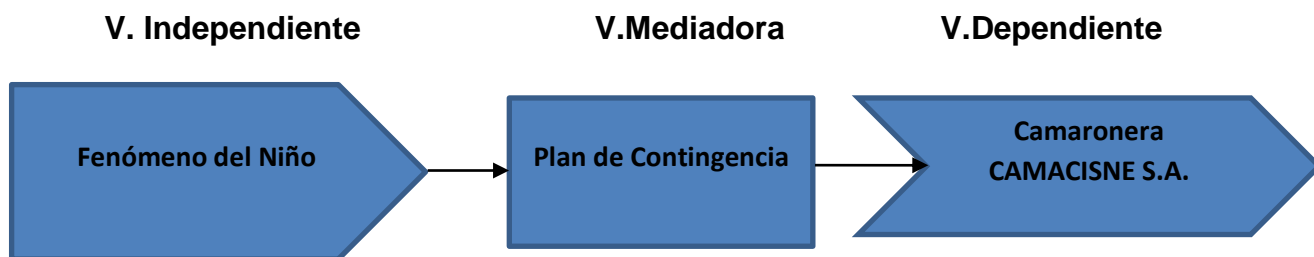 V. Independiente
V.Mediadora
V.Dependiente
Fenómeno del Niño
Plan de Contingencia
Camaronera
CAMACISNE S.A.